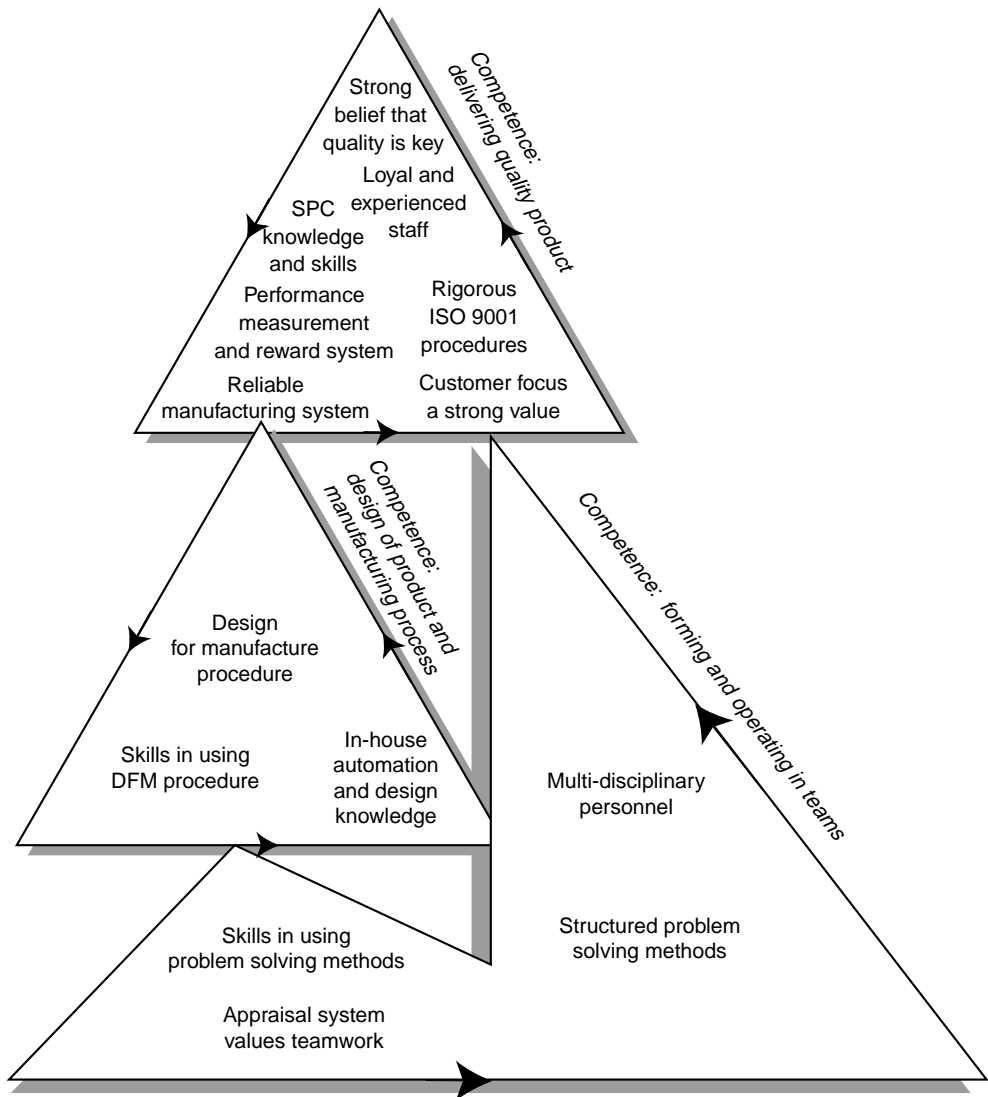 Strong
belief that
quality is key
Loyal and
experienced
staff
SPC
knowledge
and skills
Performance
measurement
and reward system
Rigorous
ISO 9001
procedures
Reliable
manufacturing system
Customer focus
a strong value
Competence:
delivering quality product
Design
for manufacture
procedure
Skills in using
DFM procedure
In-house
automation
and design
knowledge
Competence:
design of product and
manufacturing process
Multi-disciplinary
personnel
Structured problem
solving methods
Skills in using
problem solving methods
Appraisal system
values teamwork
Competence: forming and operating in teams